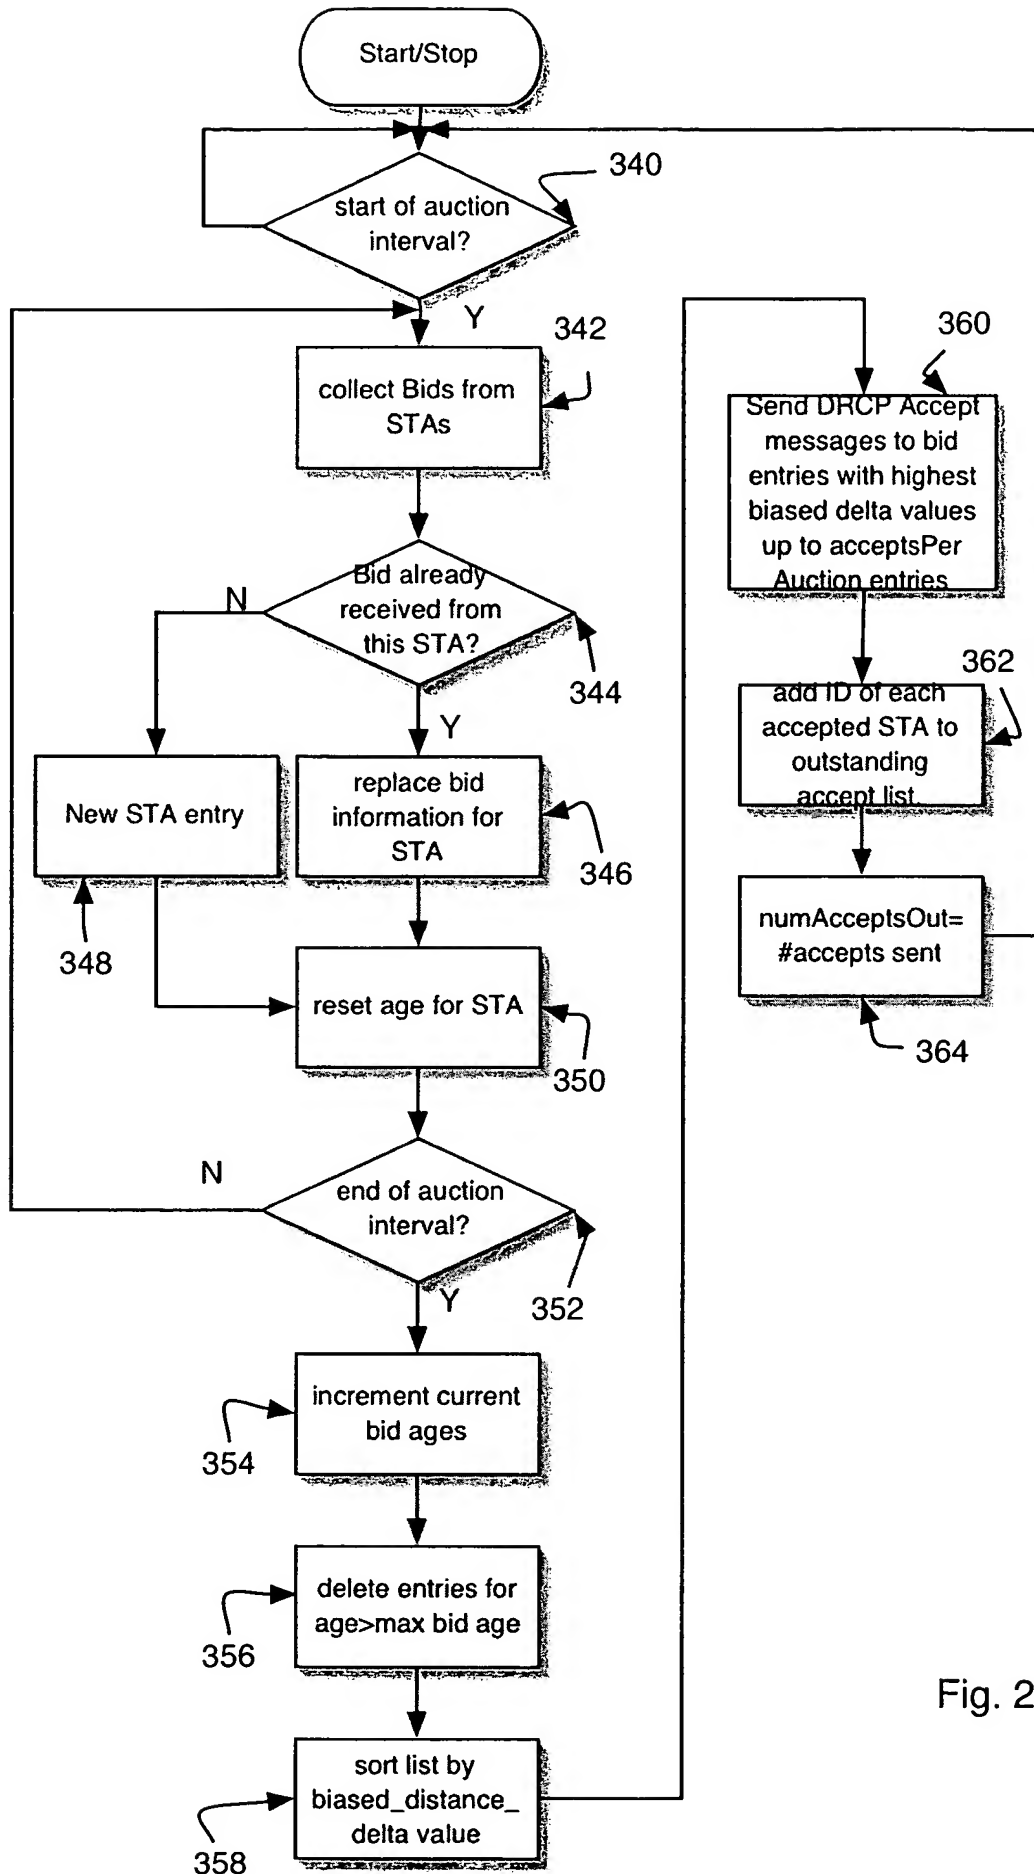 Start/Stop
start of auction
interval?
340
Y
342
collect Bids from
STAs
Bid already
received from
this STA?
N
344
Y
New STA entry
348
replace bid
information for
STA
346
reset age for STA
350
N
end of auction
interval?
352
Y
increment current
bid ages
354
delete entries for
age>max bid age
356
sort list by
biased_distance_
delta value
358
360
Send DRCP Accept
messages to bid
entries with highest
biased delta values
up to acceptsPer
Auction entries
362
add ID of each
accepted STA to
outstanding
accept list.
numAcceptsOut=
#accepts sent
364
Fig. 2